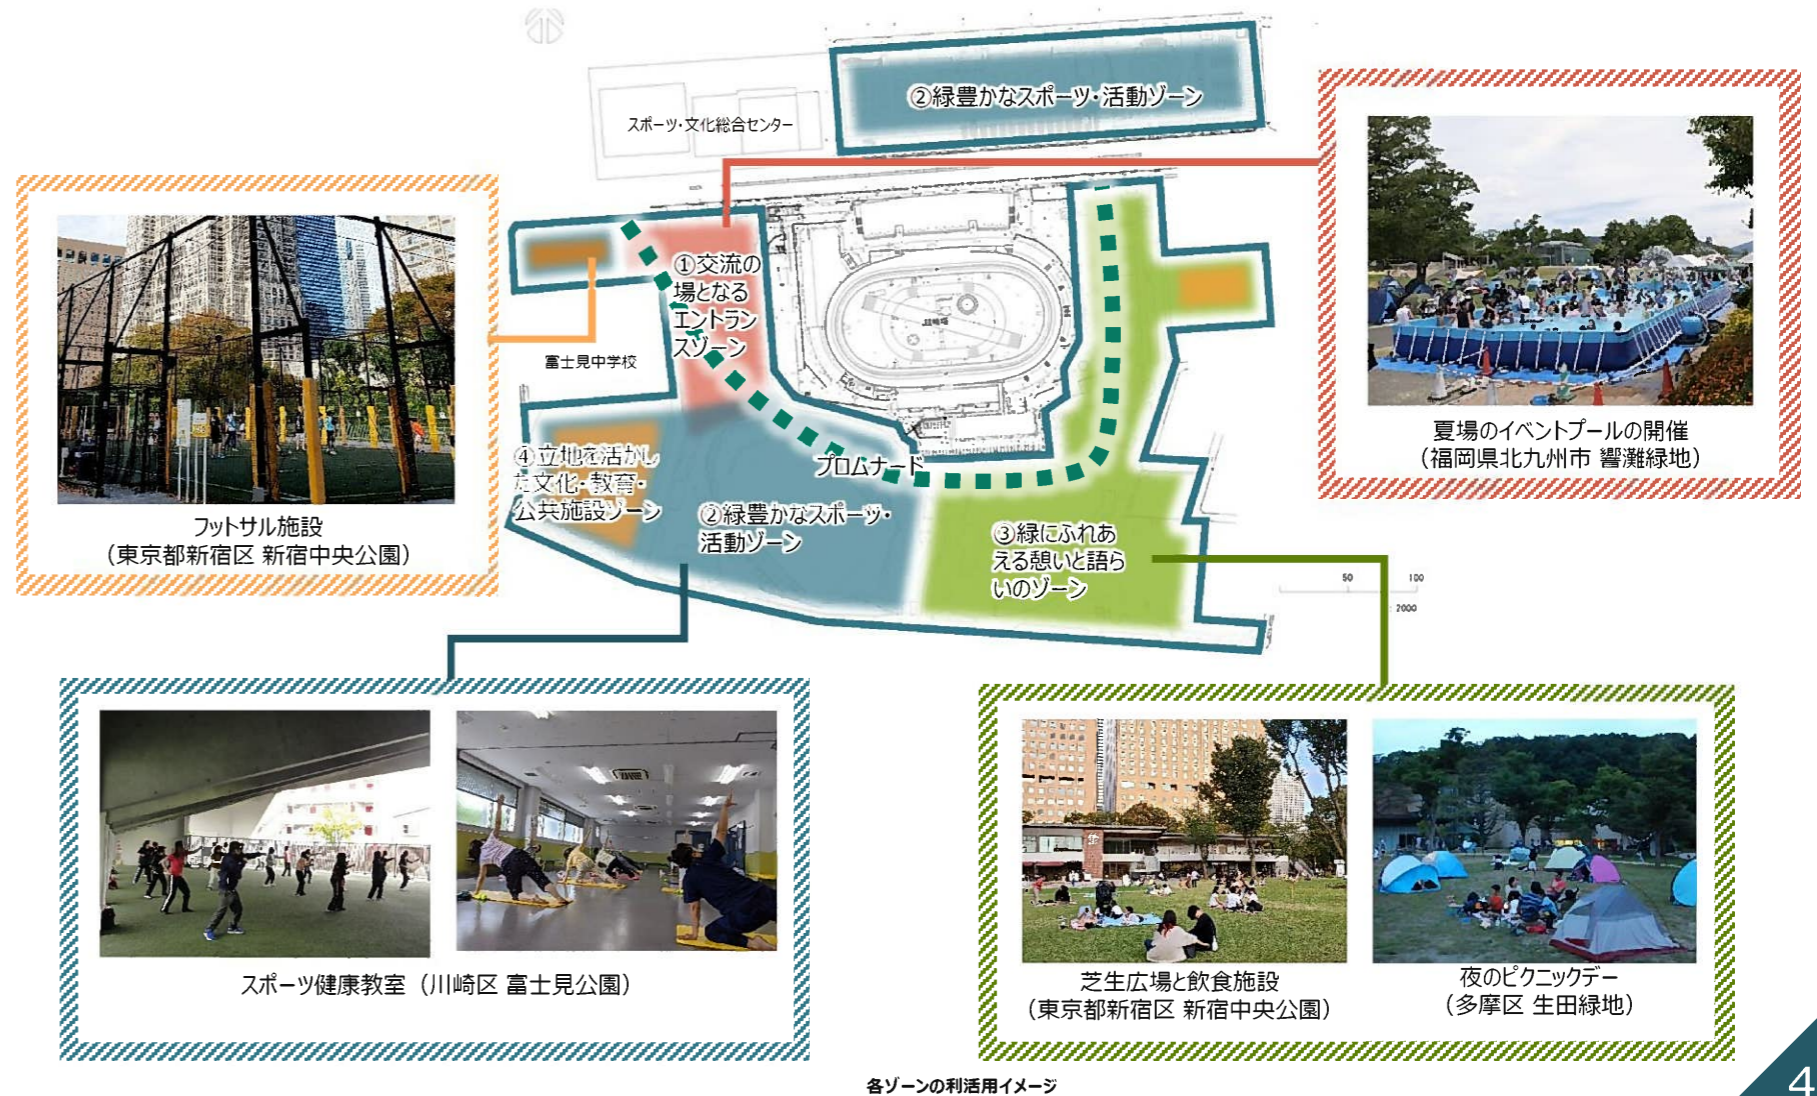 ②緑豊かなスポーツ・活動ゾーン
スポーツ・文化総合センター
①交流の
場となる
エントラン
スゾーン
富士見中学校
④立地を活かし
た文化・教育・
公共施設ゾーン
プロムナード
②緑豊かなスポーツ・
活動ゾーン
③緑にふれあ
える憩いと語ら
いのゾーン
50 100
: 2000
フットサル施設
（東京都新宿区 新宿中央公園）
夏場のイベントプールの開催
（福岡県北九州市 響灘緑地）
スポーツ健康教室（川崎区 富士見公園）
芝生広場と飲食施設
（東京都新宿区 新宿中央公園）
夜のピクニックデー
（多摩区 生田緑地）
各ゾーンの利活用イメージ
4